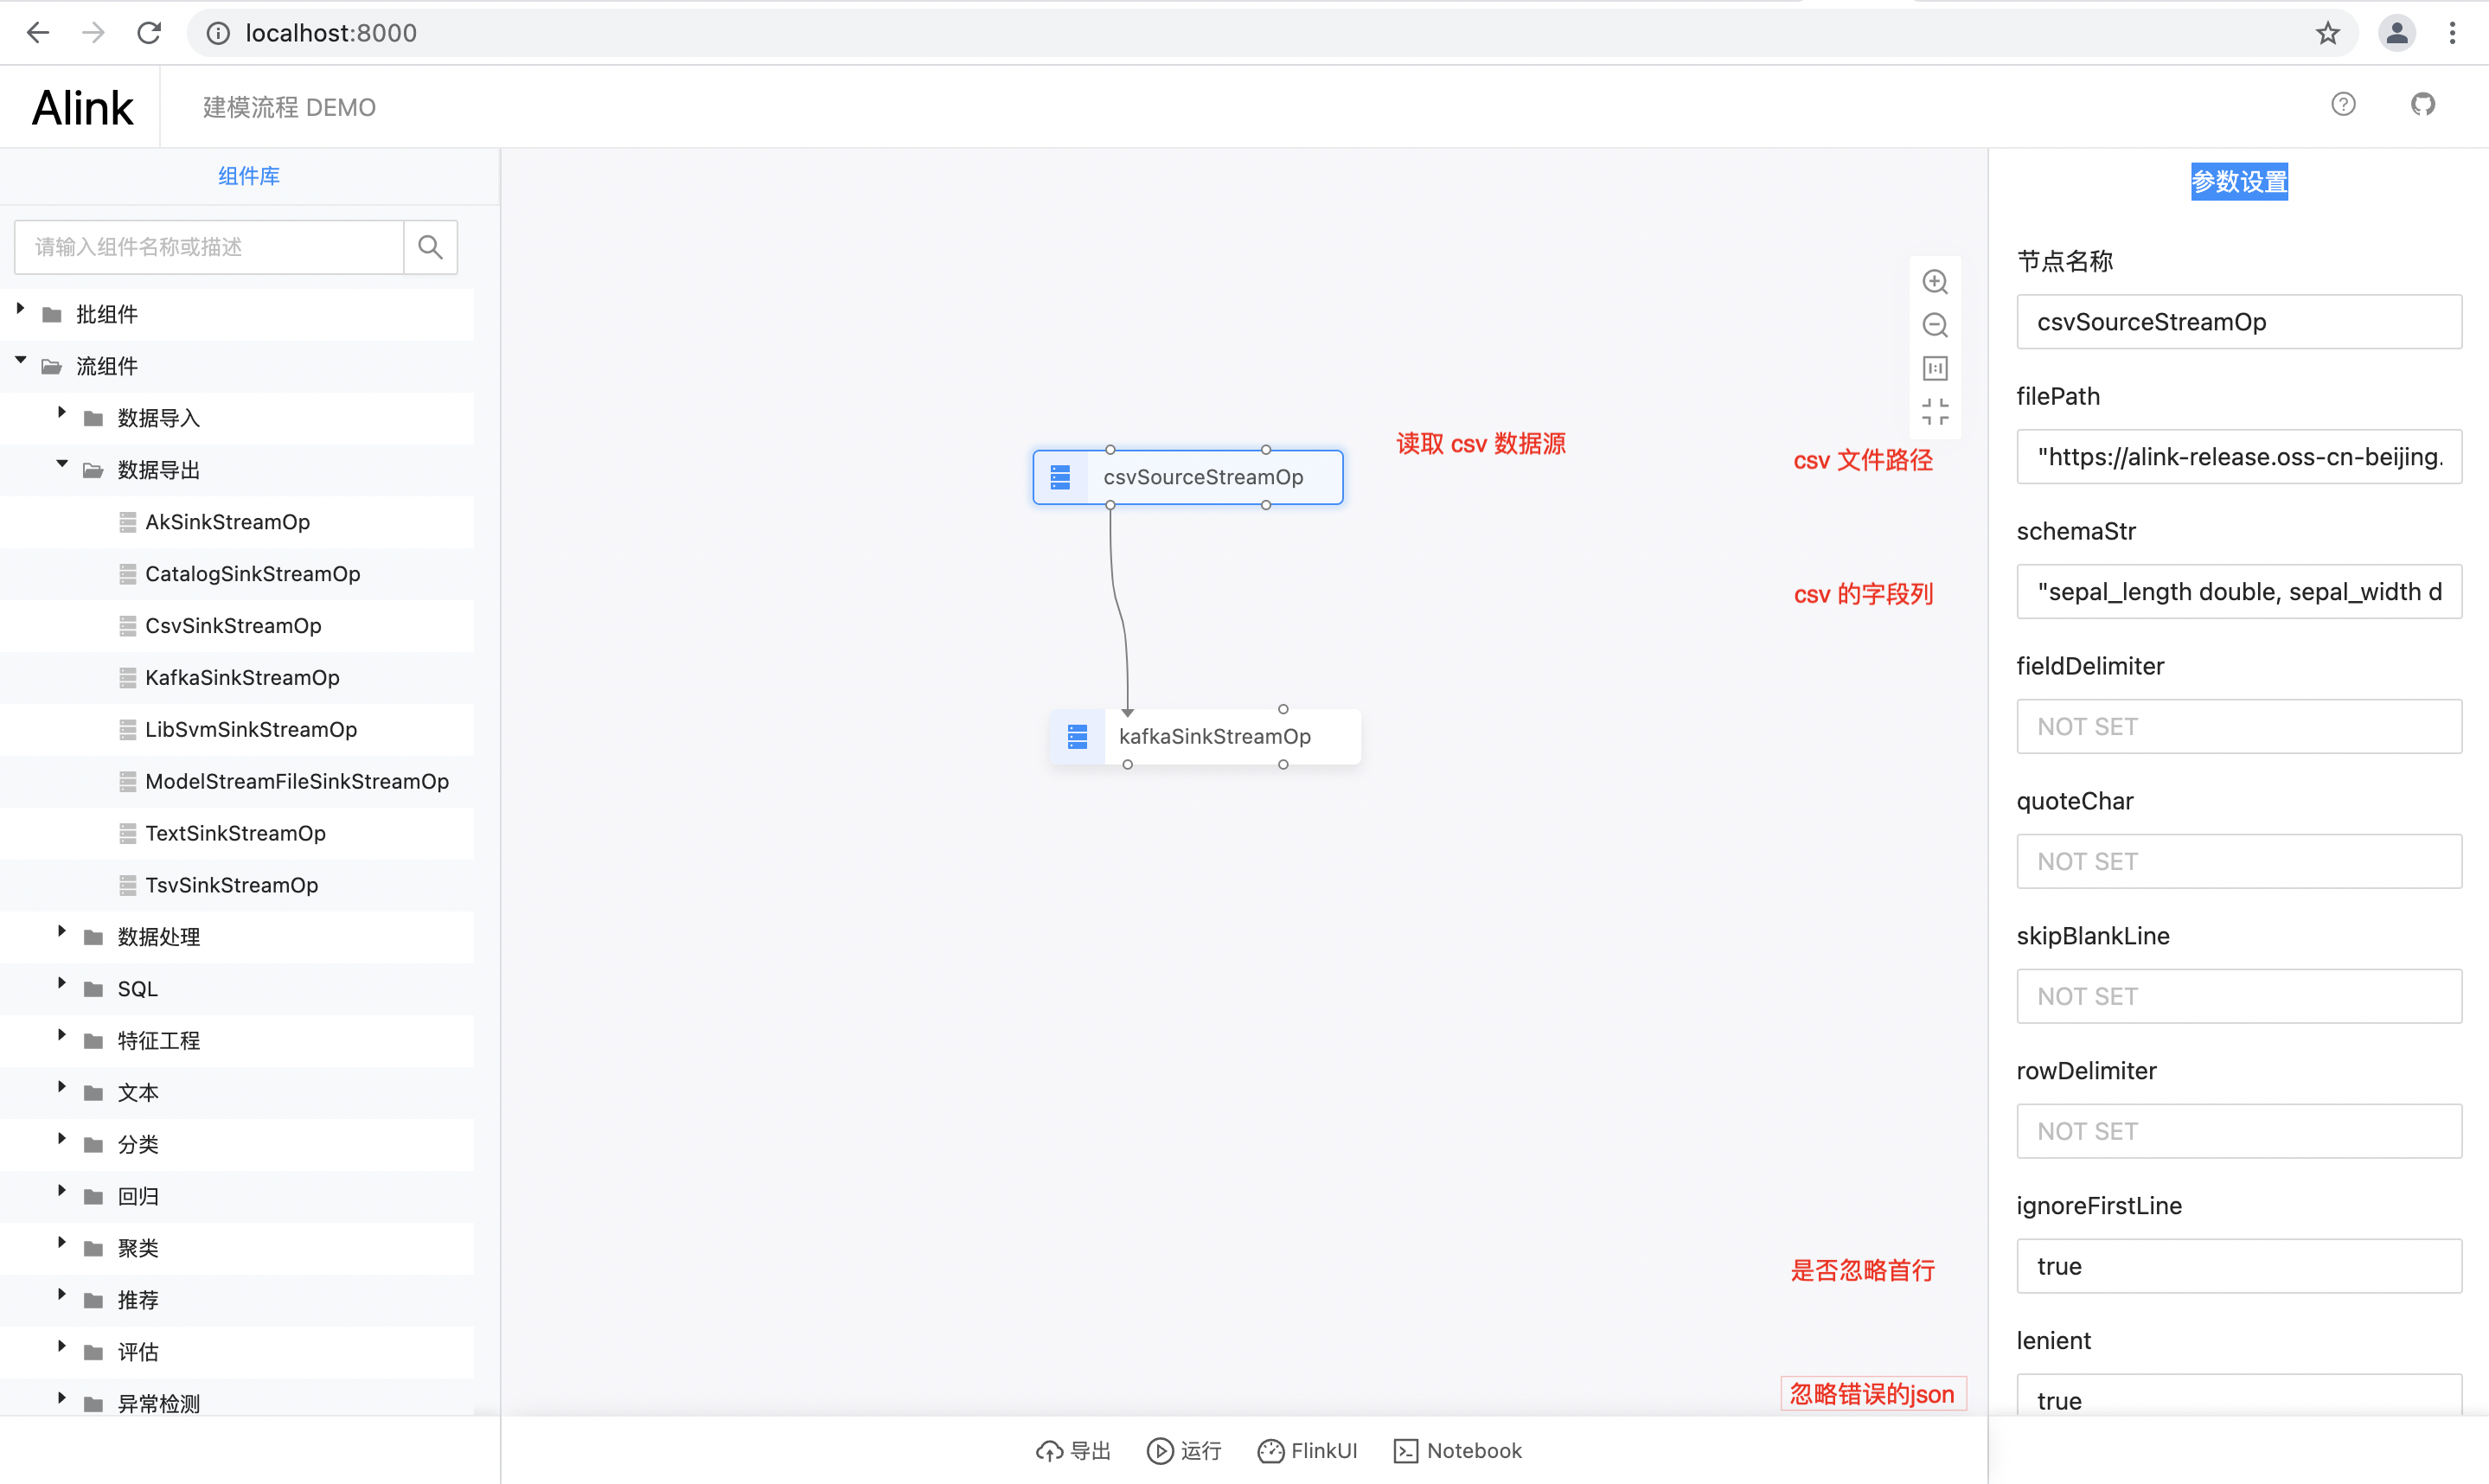 localhost:8000
Alink
建模流程 DEMO
组件库
请输入组件名称或描述
批组件
流组件
数据导入
数据导出
AkSinkStreamOp
CatalogSinkStreamOp
CsvSinkStreamOp
KafkaSinkStreamOp
LibSvmSinkStreamOp
ModelStreamFileSinkStreamOp
TextSinkStreamOp
TsvSinkStreamOp
数据处理
SQL
特征工程
文本
分类
回归
聚类
推荐
评估
异常检测
csvSourceStreamOp
读取 csv 数据源
kafkaSinkStreamOp
csv 文件路径
csv 的字段列
是否忽略首行
忽略错误的json
参数设置
节点名称
csvSourceStreamOp
filePath
"https://alink-release.oss-cn-beijing.
schemaStr
"sepal_length double, sepal_width d
fieldDelimiter
NOT SET
quoteChar
NOT SET
skipBlankLine
NOT SET
rowDelimiter
NOT SET
ignoreFirstLine
true
lenient
true
导出
运行
FlinkUI
Notebook